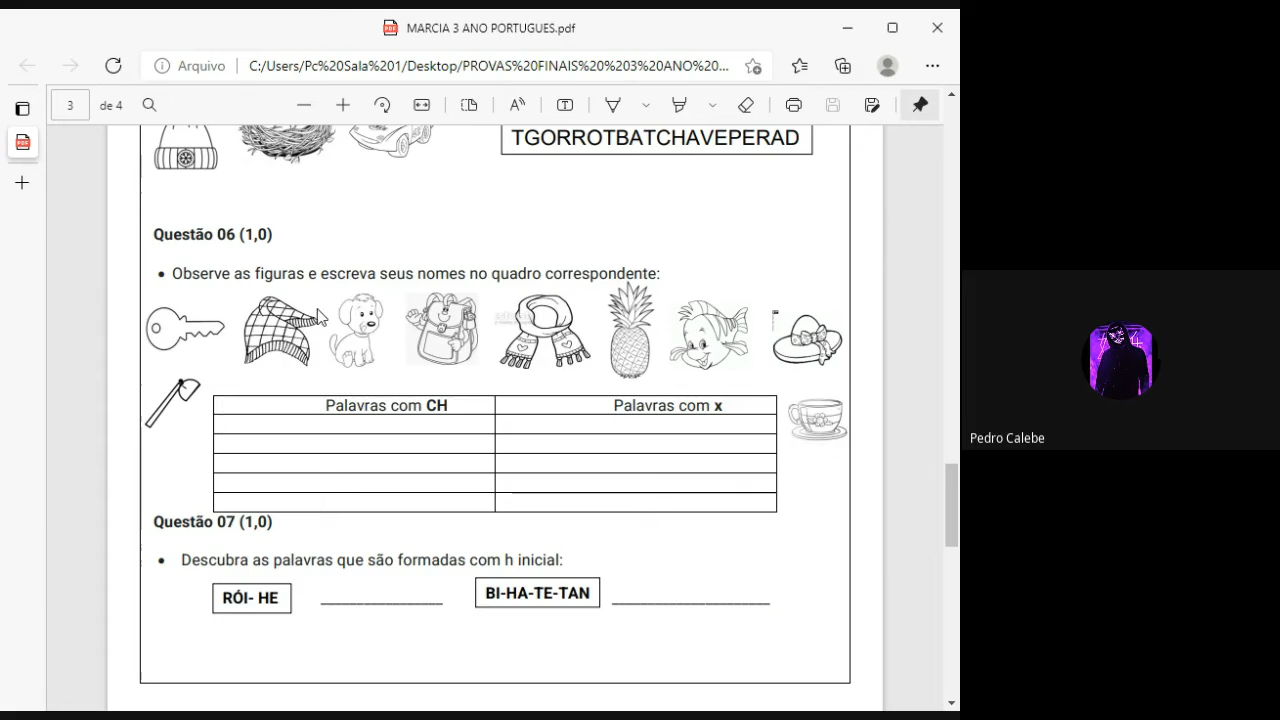 MARCIA 3 ANO PORTUGUES.pdf
Arquivo
C:/Users/Pc%20Sala%201/Desktop/PROVAS%20FINAIS%20%203%20ANO%20...
3
de 4
TGORROTBATCHAVEPERAD
Questão 06 (1,0)
• Observe as figuras e escreva seus nomes no quadro correspondente:
Palavras com CH
Palavras com x
Pedro Calebe
Questão 07 (1,0)
• Descubra as palavras que são formadas com h inicial:
RÓI- HE
BI-HA-TE-TAN